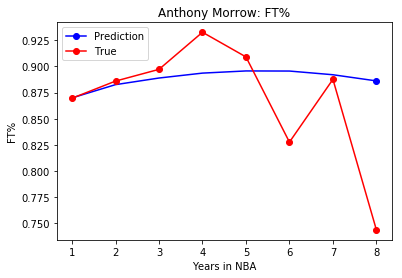 Anthony Morrow: FT%
Prediction
True
0.925
0.900
0.875
0.850
0.825
0.800
0.775
0.750
FT%
1 2 3 4 5 6 7 8
Years in NBA